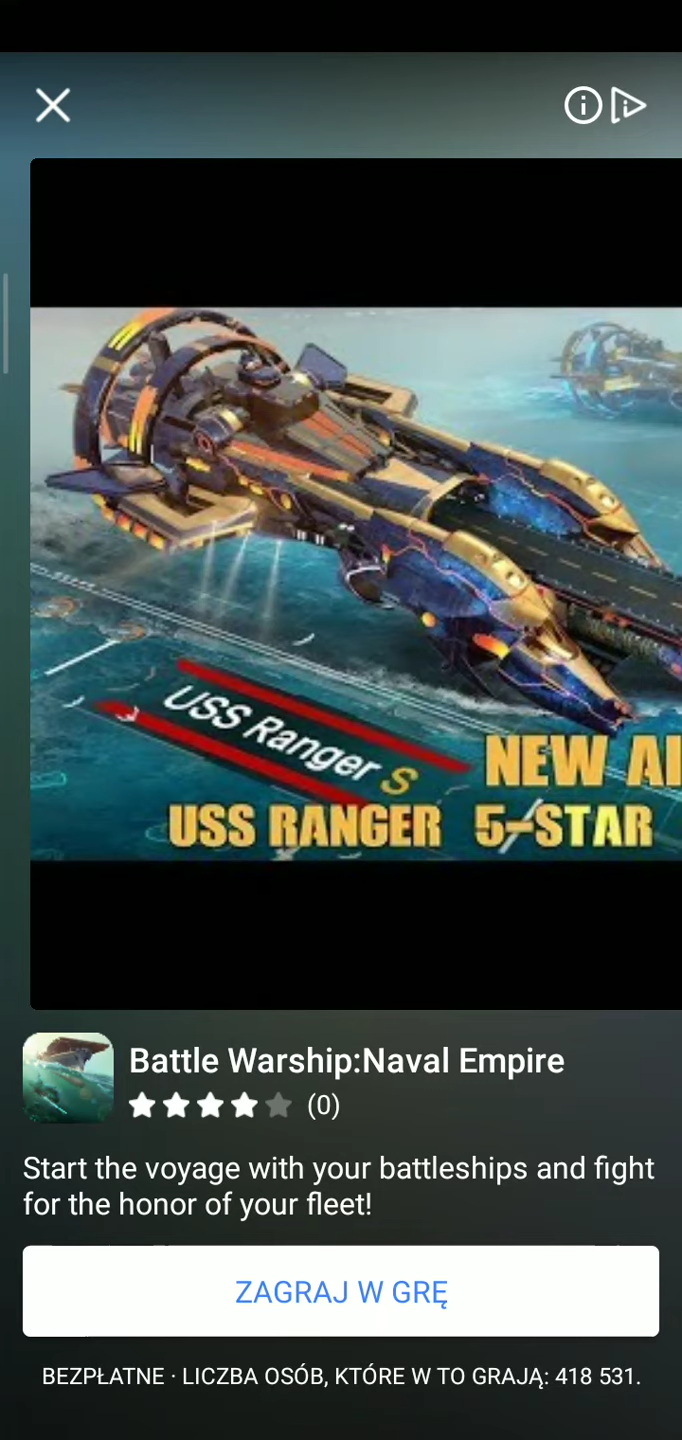 USS Ranger S
NEW AI
USS RANGER 5-STAR
Battle Warship:Naval Empire
(0)
Start the voyage with your battleships and fight
for the honor of your fleet!
ZAGRAJ W GRĘ
BEZPŁATNE · LICZBA OSÓB, KTÓRE W TO GRAJĄ: 418 531.